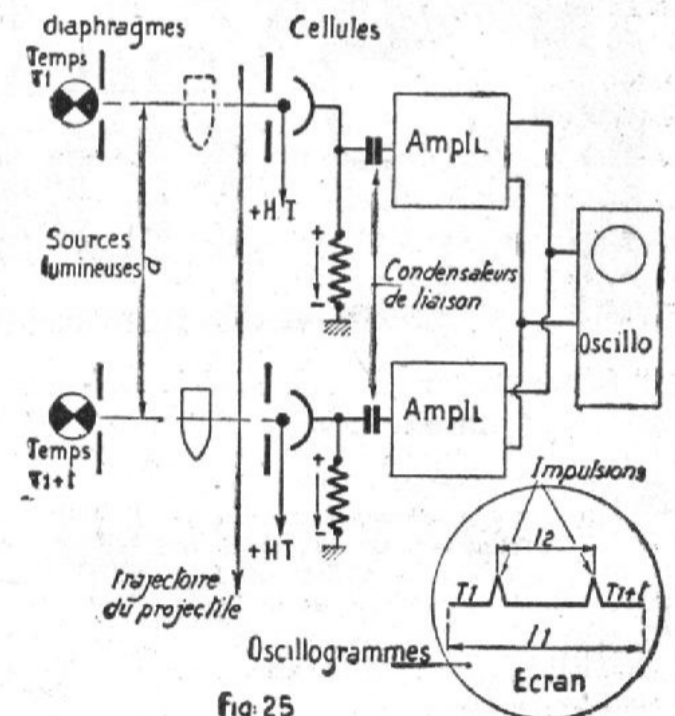 diaphragmes
Cellules
Temps
T1
Ampli
+HT
Sources
lumineuses
d
+
-
Condensateurs
de liaison
Oscillo
Ampli
Temps
T1+t
+
-
+HT
Impulsions
l2
T1
T1+t
l1
trajectoire
du projectile
Oscillogrammes
Ecran
Fig: 25